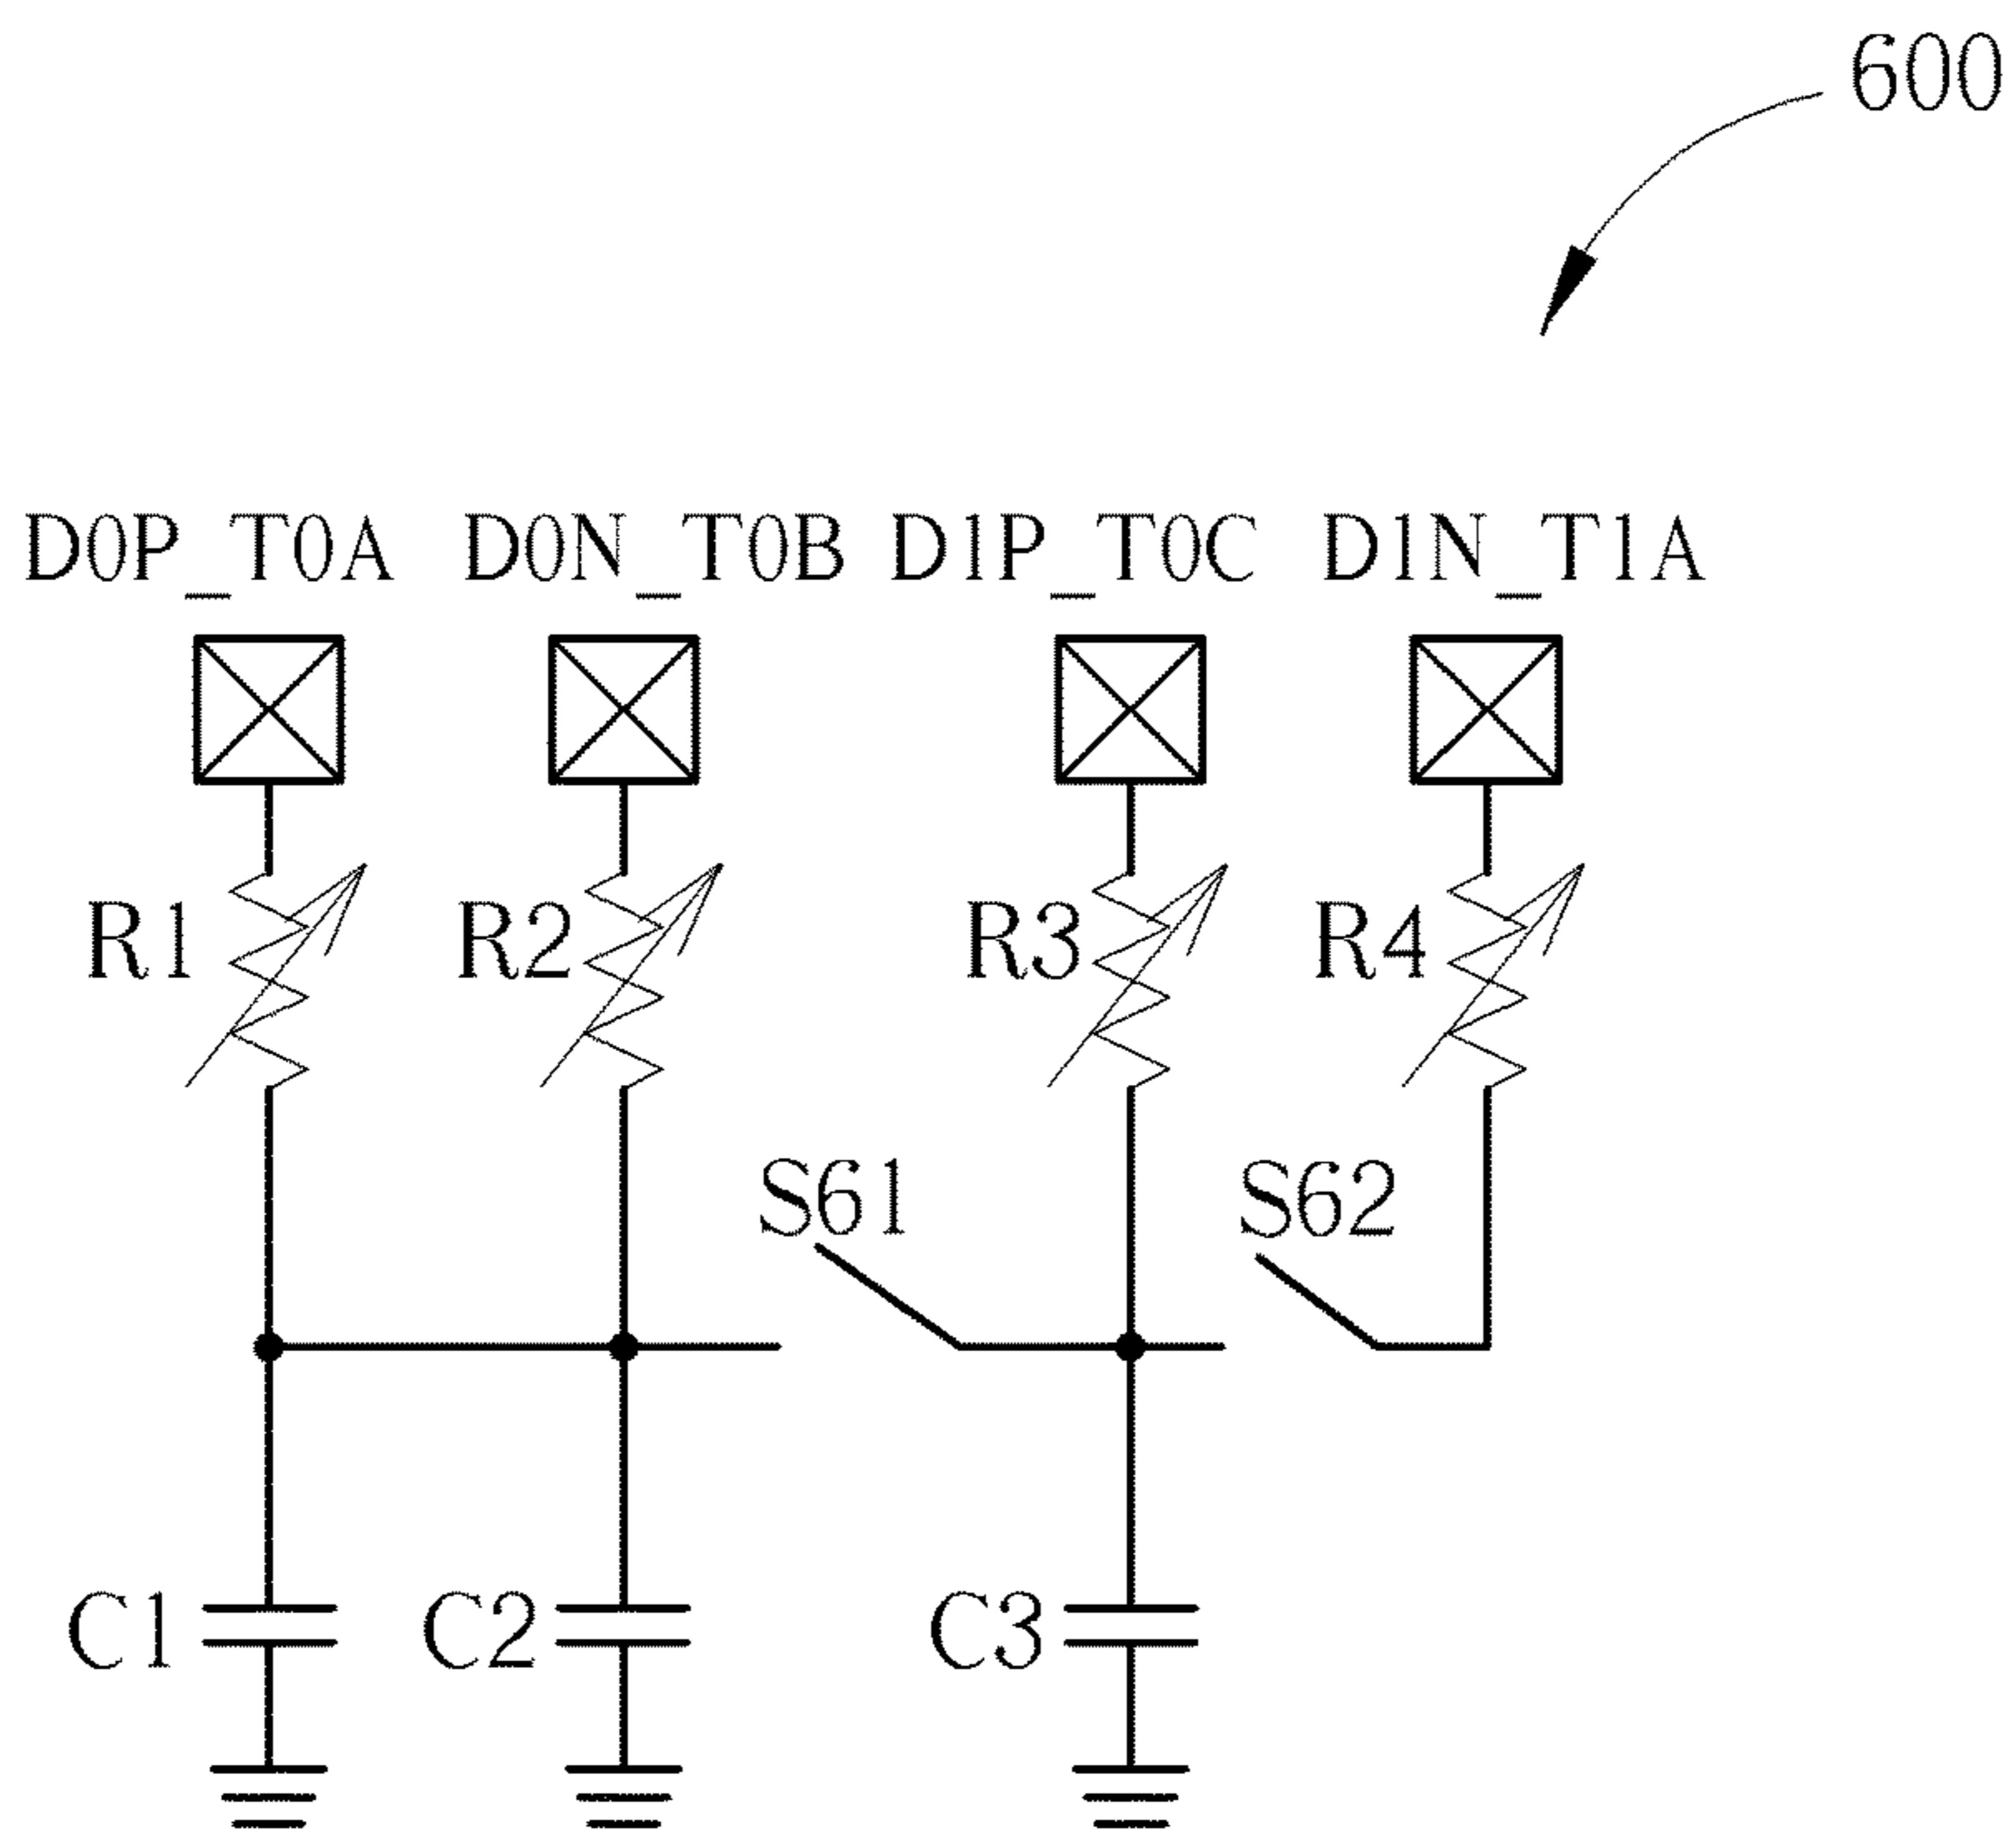 600
D0P_T0A D0N_T0B D1P_T0C D1N_T1A
R1 R2 R3 R4
S61 S62
C1 C2 C3